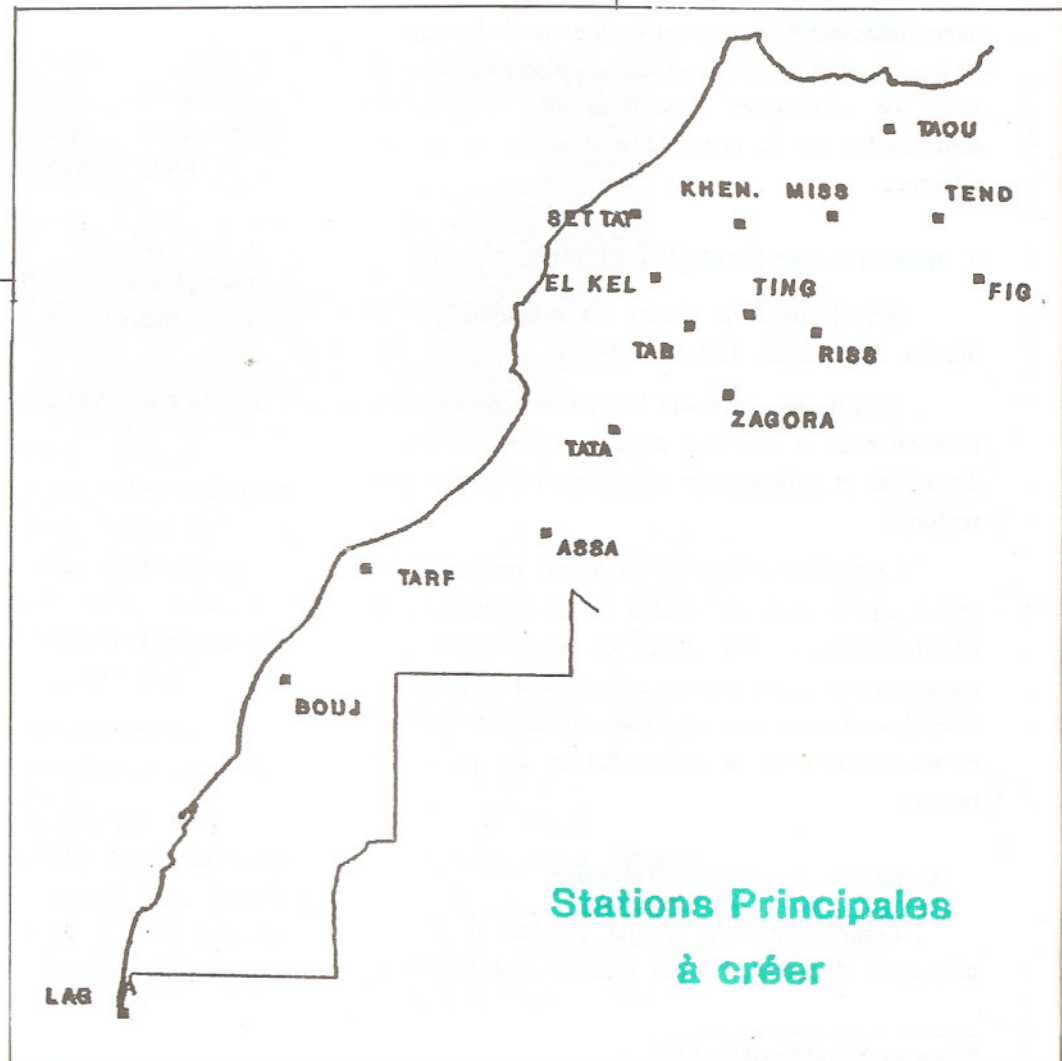 TAOU
KHEN. MISS TEND
SETTAT
EL KEL TING FIG
TAB RISS
ZAGORA
TATA
ASSA
TARF
BOUJ
Stations Principales
à créer
LAG